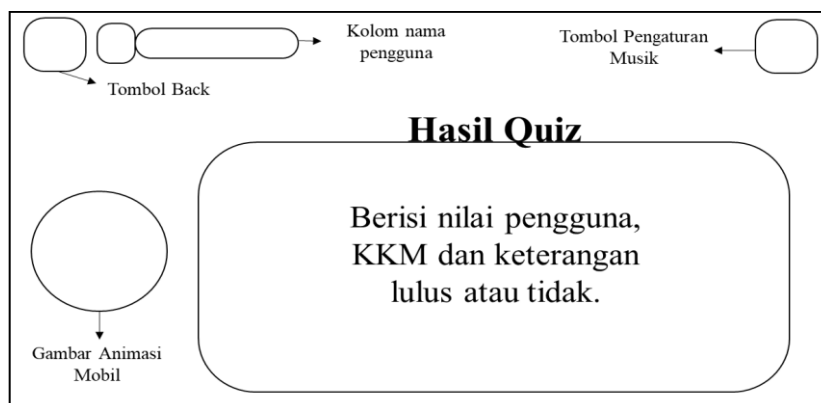 Kolom nama
pengguna
Tombol Pengaturan
Musik
Tombol Back
Hasil Quiz
Berisi nilai pengguna,
KKM dan keterangan
lulus atau tidak.
Gambar Animasi
Mobil